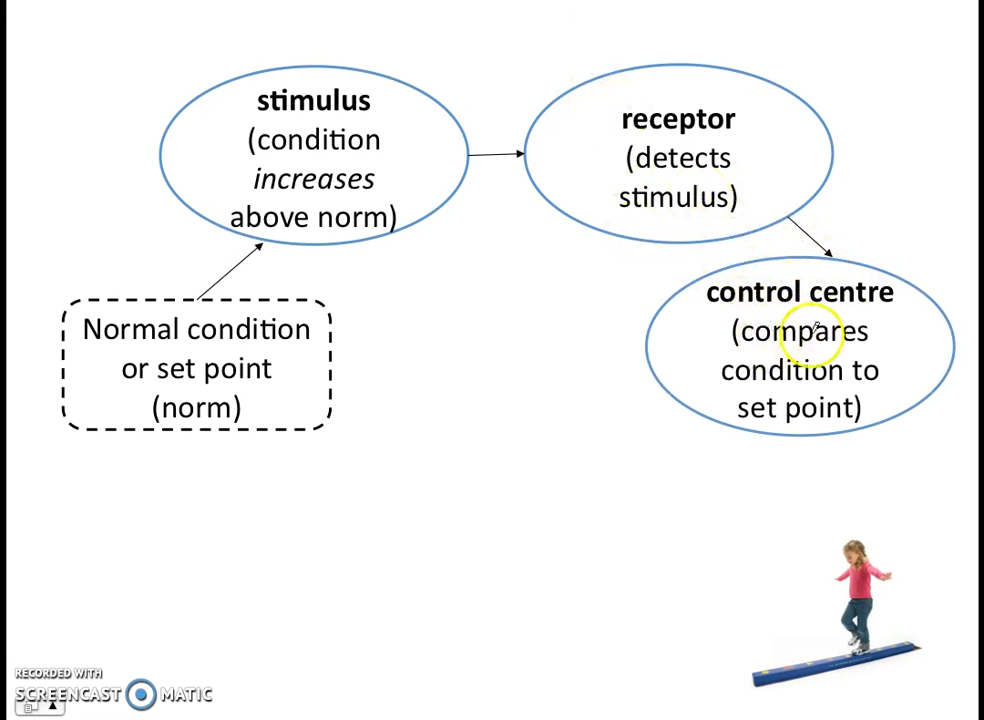 stimulus
(condition
increases
above norm)
receptor
(detects
stimulus)
control centre
(compares
condition to
set point)
Normal condition
or set point
(norm)
RECORDED WITH
SCREENCAST MATIC